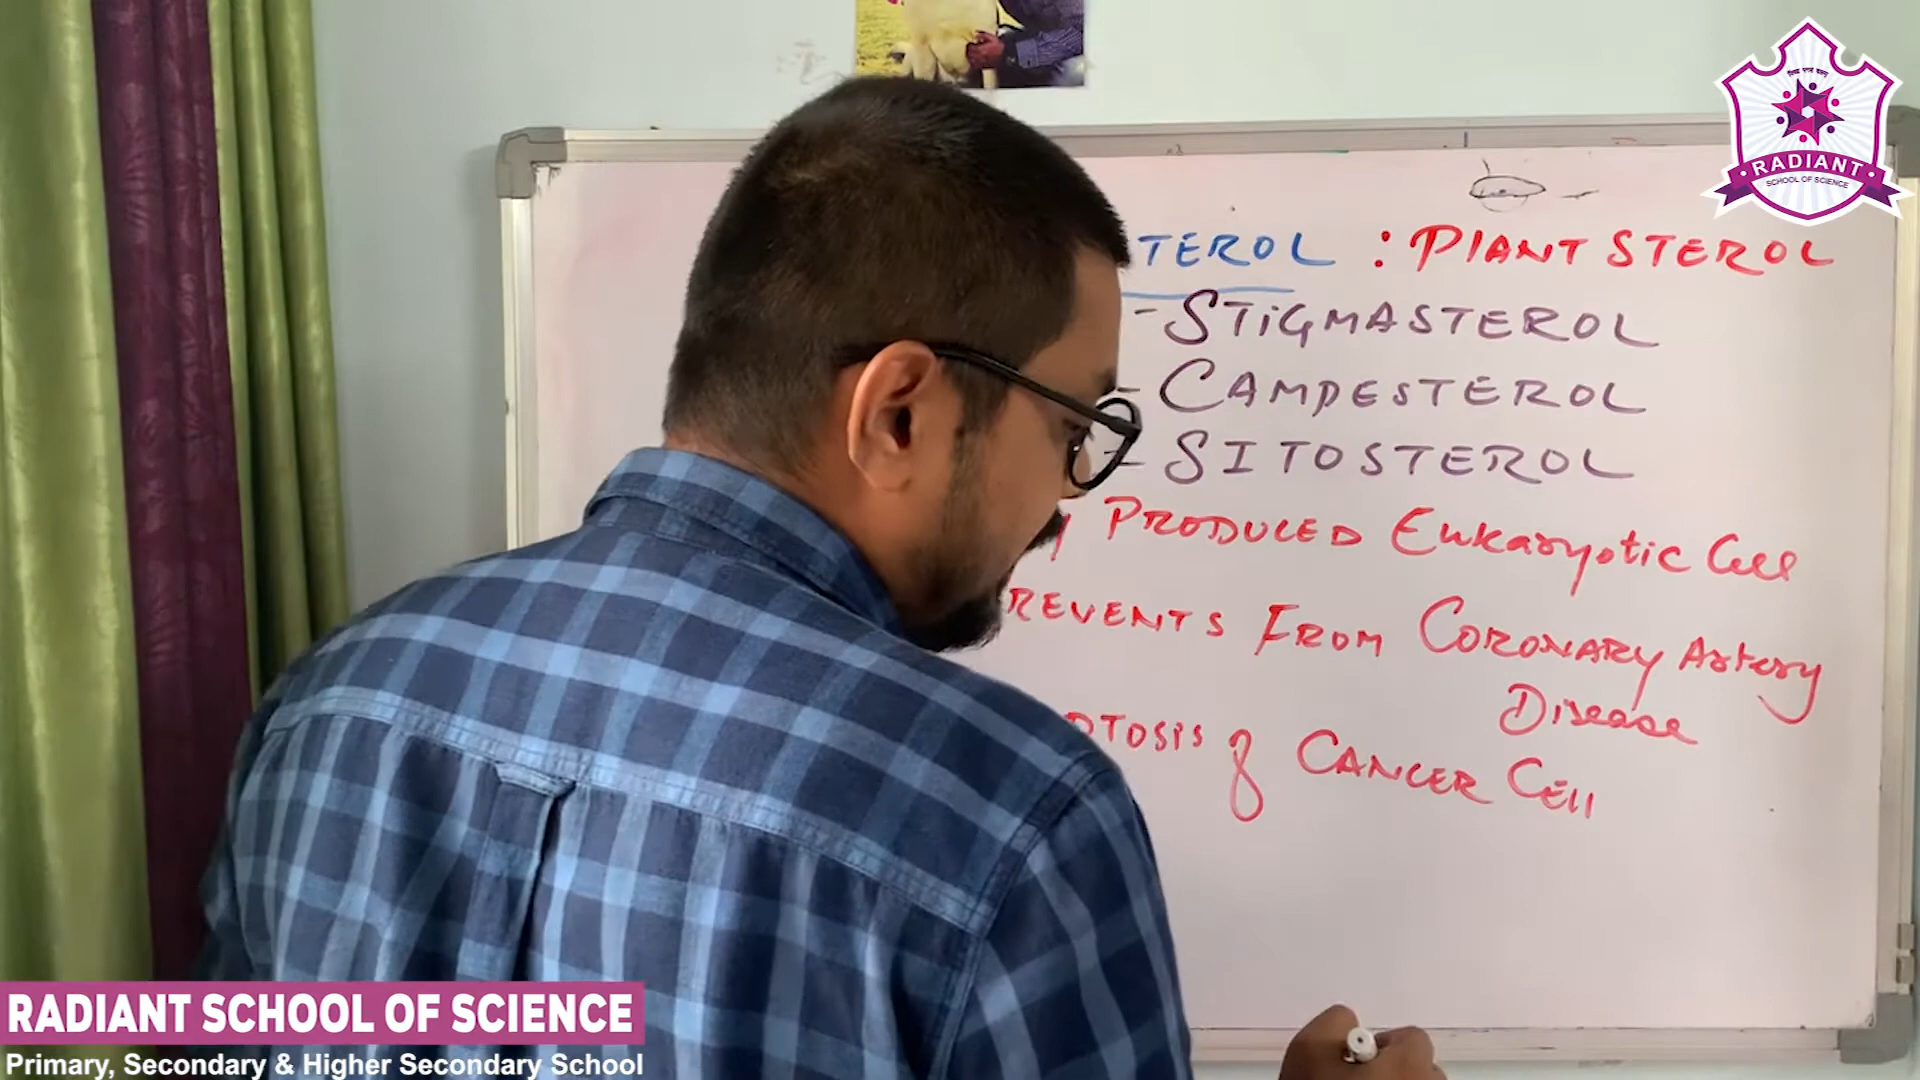 RADIANT
SCHOOL OF SCIENCE
TEROL : PLANT STEROL
- STIGMASTEROL
- CAMPESTEROL
- SITOSTEROL
Y PRODUCED Eukaryotic Cell
REVENTS FROM CORONARY Artery
Disease
OPTOSIS of CANCER CEll
RADIANT SCHOOL OF SCIENCE
Primary, Secondary & Higher Secondary School